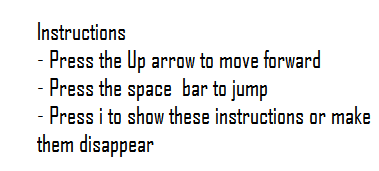 Instructions
- Press the Up arrow to move forward
- Press the space  bar to jump
- Press i to show these instructions or make
them disappear